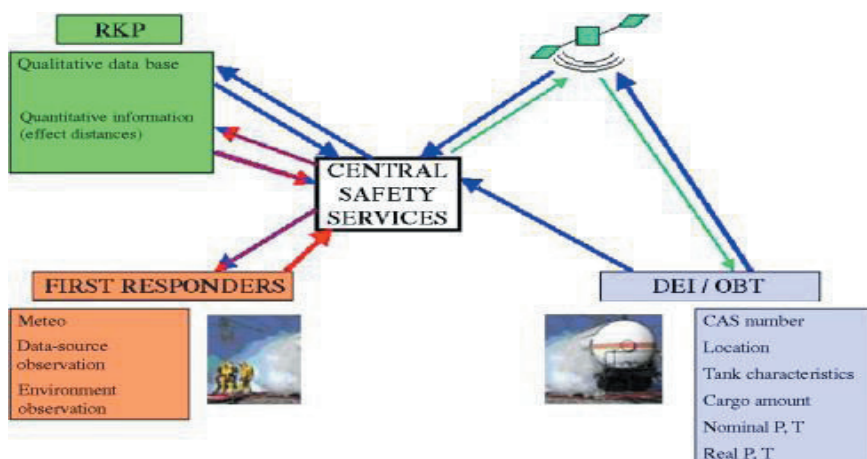 RKP
Qualitative data base
Quantitative information
(effect distances)
CENTRAL
SAFETY
SERVICES
FIRST RESPONDERS
Meteo
Data-source
observation
Environment
observation
DEI / OBT
CAS number
Location
Tank characteristics
Cargo amount
Nominal P, T
Real P, T